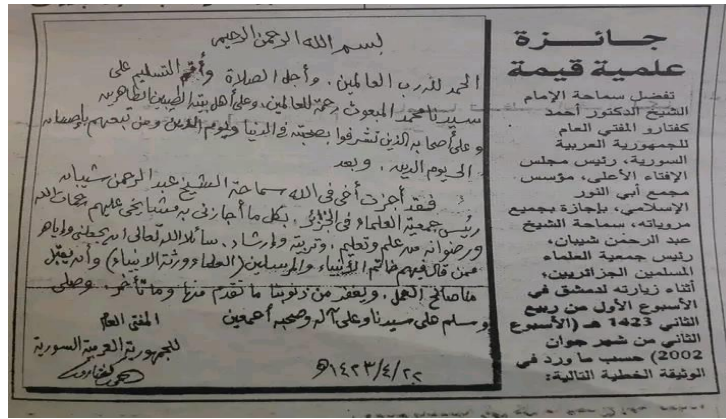 جائزة
علمية قيمة
تفضل سماحة الإمام
الشيخ الدكتور أحمد
كفتارو المفتي العام
للجمهورية العربية
السورية، رئيس مجلس
الإفتاء الأعلى، مؤسس
مجمع أبي النور
الإسلامي، بإجازة بجميع
مروياته، سماحة الشيخ
عبد الرحمن شيبان،
رئيس جمعية العلماء
المسلمين الجزائريين،
أثناء زيارته لدمشق في
الأسبوع الأول من ربيع
الثاني 1423 هـ (الأسبوع
الثاني من شهر جوان
2002) حسب ما ورد في
الوثيقة الخطية التالية:
بسم الله الرحمن الرحيم
الحمد لله رب العالمين، وأجل الصلاة وأتم التسليم على
سيدنا محمد المبعوث رحمة للعالمين، وعلى أهل بيته الطيبين الطاهرين
وعلى أصحابه الذين تشرفوا بصحبته في الدنيا ويوم الدين ومن تبعهم بإحسان
الى يوم الدين. وبعد
فقد أجزت أخي في الله سماحة الشيخ عبد الرحمن شيبان
رئيس جمعية العلماء في الجزائر، بكل ما أجازني به مشايخي عليهم رحمات الله
ورضوانه من علم وتعليم، وتربية وإرشاد، سائلا الله تعالى أن يجعلني وإياهم
ممن قال فيهم خاتم الأنبياء والمرسلين (العلماء ورثة الأنبياء) وأن يتقبل
منا صالح العمل، ويغفر من ذنوبنا ما تقدم منها وما تأخر. وصلى
وسلم على سيدنا وعلى آله وصحبه أجمعين
المفتي العام
للجمهورية العربية السورية
١٤٢٣/٤/٢٢هـ